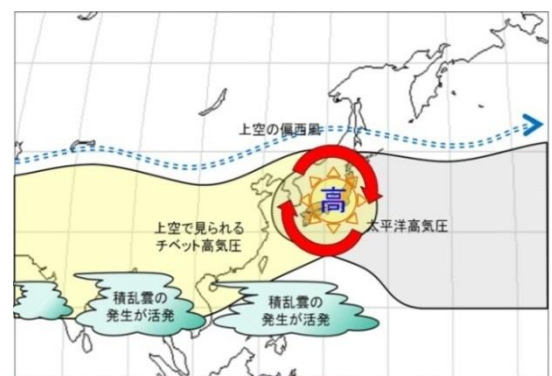 上空の偏西風
高
太平洋高気圧
上空で見られる
チベット高気圧
積乱雲の
発生が活発
積乱雲の
発生が活発